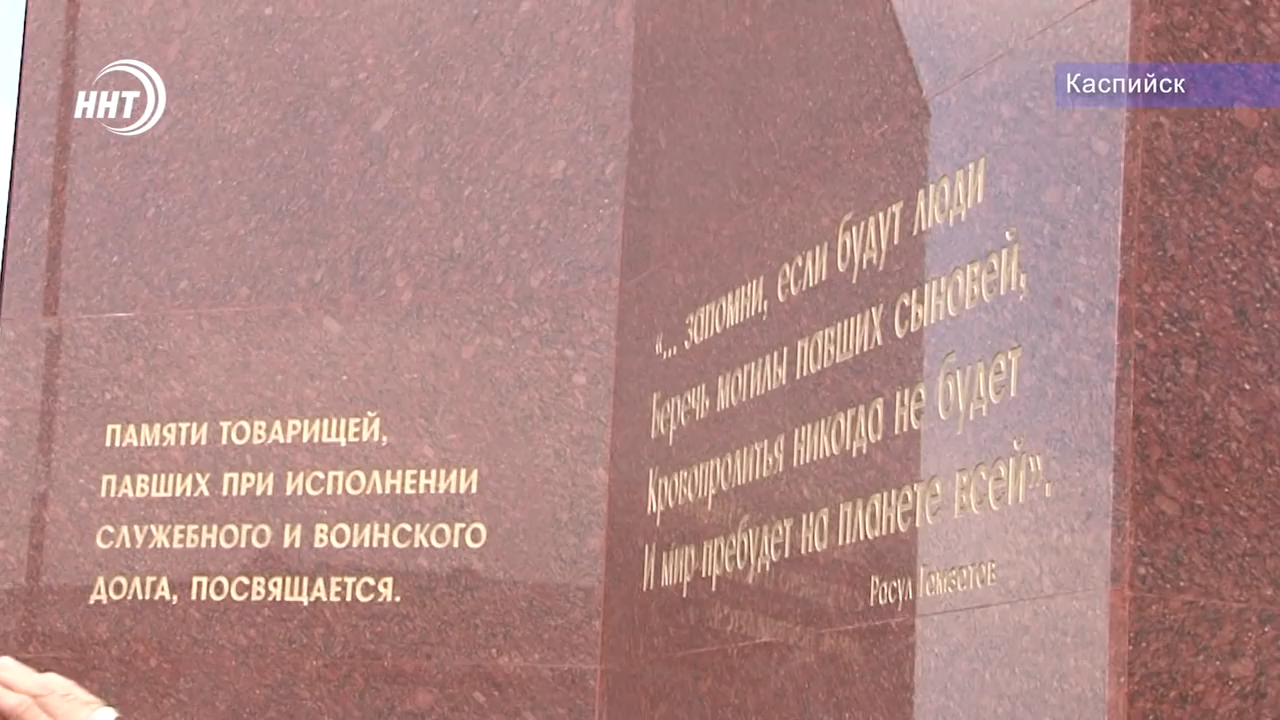 ННТ
Каспийск
ПАМЯТИ ТОВАРИЩЕЙ,
ПАВШИХ ПРИ ИСПОЛНЕНИИ
СЛУЖЕБНОГО И ВОИНСКОГО
ДОЛГА, ПОСВЯЩАЕТСЯ.
"... запомни, если будут люди
Беречь могилы павших сыновей,
Кровопролитья никогда не будет
И мир пребудет на планете всей".
Расул Гамзатов